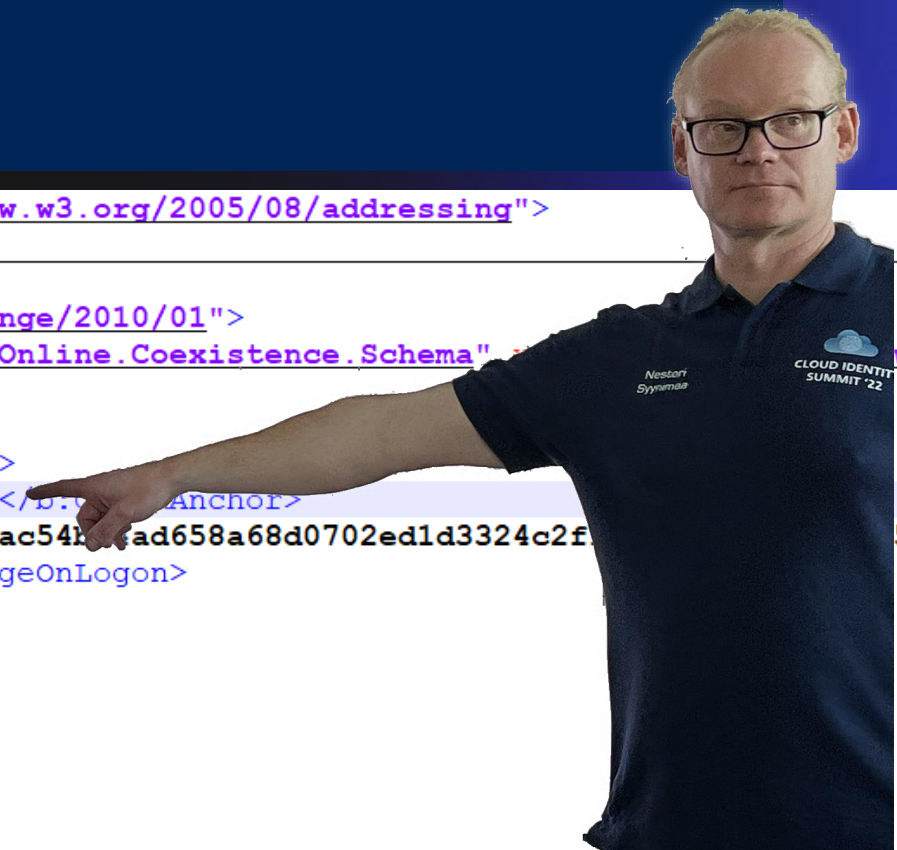 w.w3.org/2005/08/addressing">
nge/2010/01">
Online.Coexistence.Schema"
>
</b: Anchor>
ad658a68d0702ed1d3324c2f
geOnLogon>
Nestori
Syynimaa
CLOUD IDENTIT
SUMMIT '22